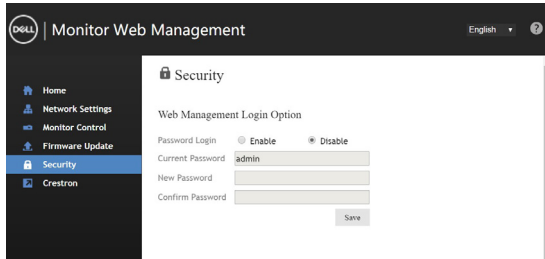 DELL | Monitor Web Management
English
?
Home
Network Settings
Monitor Control
Firmware Update
Security
Crestron
Security
Web Management Login Option
Password Login Enable Disable
Current Password admin
New Password
Confirm Password
Save